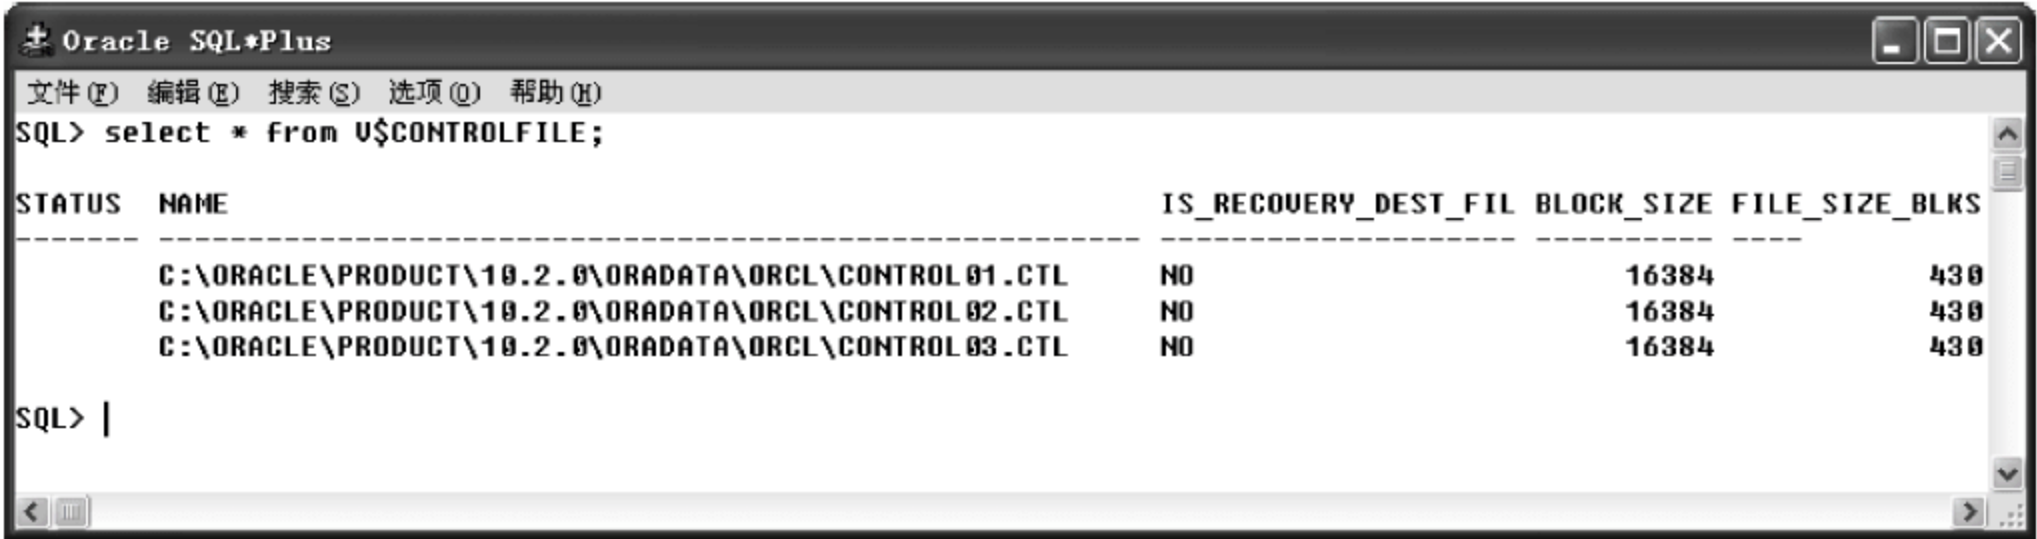 Oracle SQL*Plus
文件(F) 编辑(E) 搜索(S) 选项(O) 帮助(H)
SQL> select * from V$CONTROLFILE;
STATUS NAME IS_RECOVERY_DEST_FIL BLOCK_SIZE FILE_SIZE_BLKS
------- ------------------------------------------------------- -------------------- ---------- ----
C:\ORACLE\PRODUCT\10.2.0\ORADATA\ORCL\CONTROL01.CTL NO 16384 430
C:\ORACLE\PRODUCT\10.2.0\ORADATA\ORCL\CONTROL02.CTL NO 16384 430
C:\ORACLE\PRODUCT\10.2.0\ORADATA\ORCL\CONTROL03.CTL NO 16384 430
SQL>